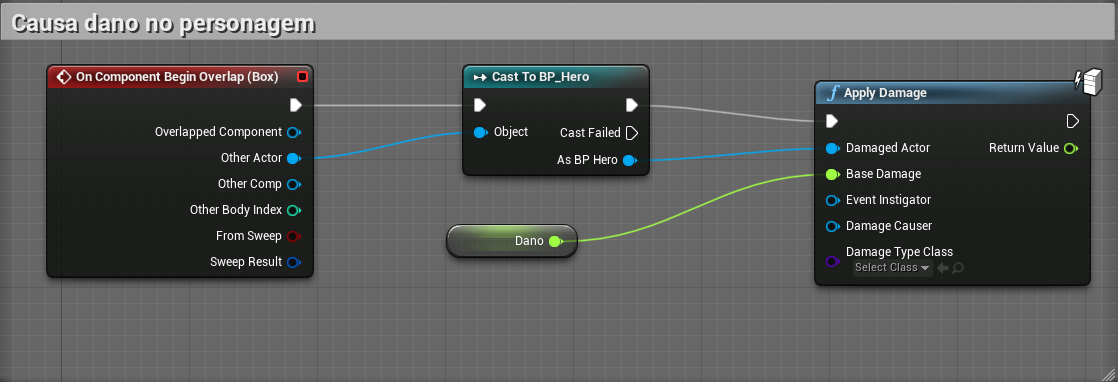 Causa dano no personagem
On Component Begin Overlap (Box)
Overlapped Component
Other Actor
Other Comp
Other Body Index
From Sweep
Sweep Result
Cast To BP_Hero
Object
Cast Failed
As BP Hero
Dano
f Apply Damage
Damaged Actor
Return Value
Base Damage
Event Instigator
Damage Causer
Damage Type Class
Select Class